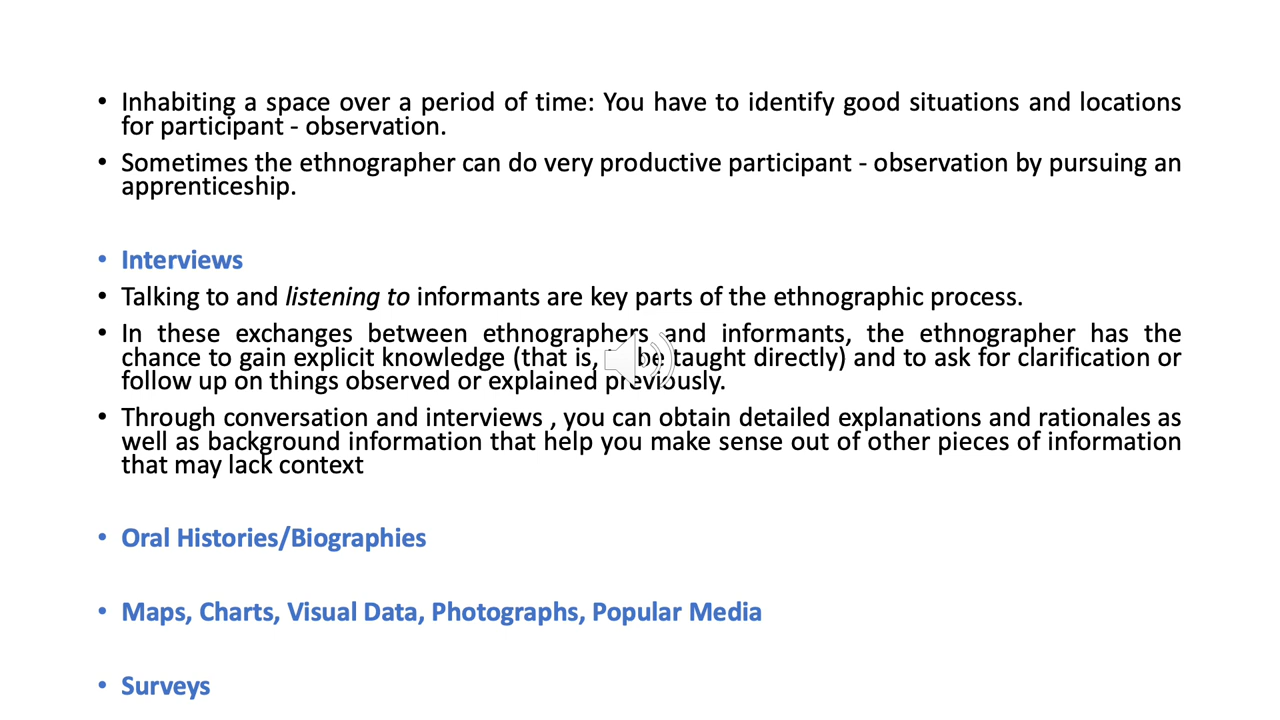 • Inhabiting a space over a period of time: You have to identify good situations and locations
for participant - observation.
• Sometimes the ethnographer can do very productive participant - observation by pursuing an
apprenticeship.
• Interviews
• Talking to and listening to informants are key parts of the ethnographic process.
• In these exchanges between ethnographers and informants, the ethnographer has the
chance to gain explicit knowledge (that is, be taught directly) and to ask for clarification or
follow up on things observed or explained previously.
• Through conversation and interviews , you can obtain detailed explanations and rationales as
well as background information that help you make sense out of other pieces of information
that may lack context
• Oral Histories/Biographies
• Maps, Charts, Visual Data, Photographs, Popular Media
• Surveys